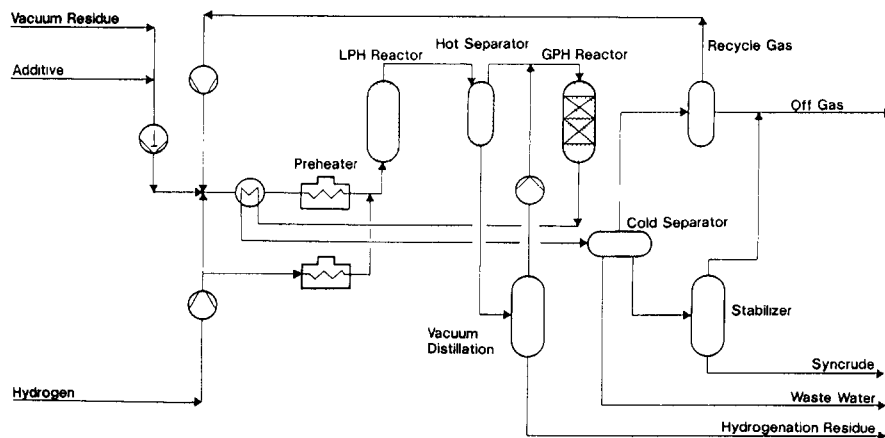 Vacuum Residue
Additive
LPH Reactor
Hot Separator
GPH Reactor
Recycle Gas
Off Gas
Preheater
Cold Separator
Stabilizer
Vacuum
Distillation
Syncrude
Hydrogen
Waste Water
Hydrogenation Residue